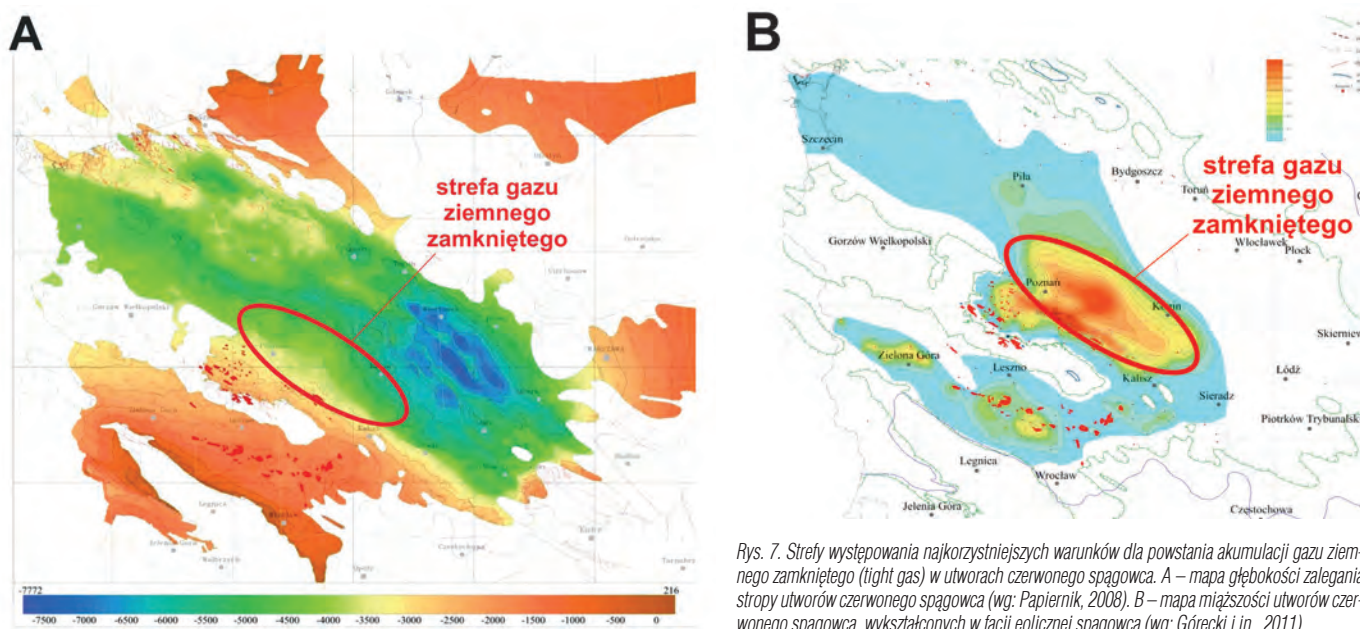 A
strefa gazu
ziemnego
zamkniętego
-7772
216
-7500 -7000 -6500 -6000 -5500 -5000 -4500 -4000 -3500 -3000 -2500 -2000 -1500 -1000 -500 0
B
Szczecin
Piła
Bydgoszcz
Toruń
strefa gazu
ziemnego
zamkniętego
Gorzów Wielkopolski
Włocławek
Płock
Poznań
Konin
Skierniew
Zielona Góra
Leszno
Kalisz
Łódź
Sieradz
Piotrków Trybunalsk
Legnica
Wrocław
Jelenia Góra
Częstochowa
Rys. 7. Strefy występowania najkorzystniejszych warunków dla powstania akumulacji gazu ziem-
nego zamkniętego (tight gas) w utworach czerwonego spągowca. A – mapa głębokości zalegania
stropy utworów czerwonego spągowca (wg: Papiernik, 2008). B – mapa miąższości utworów czer-
wonego spągowca, wykształconych w facji eolicznej spągowca (wg: Górecki i in., 2011)